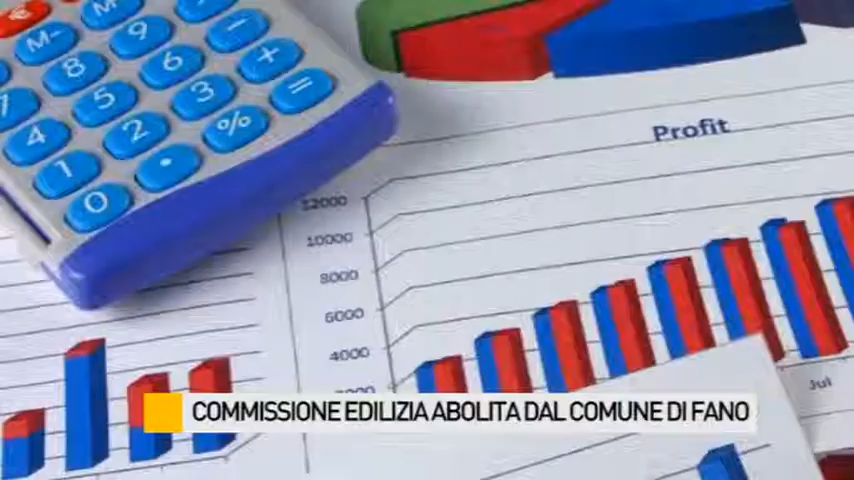 € M- M
7 8 9 -
4 5 6 +
1 2 3 =
0 • %
Profit
12000
10000
8000
6000
4000
Jul
COMMISSIONE EDILIZIA ABOLITA DAL COMUNE DI FANO